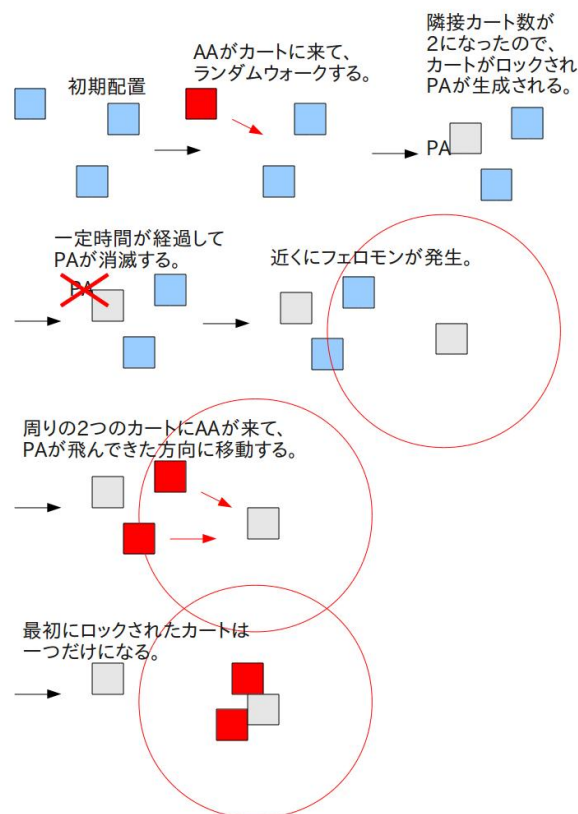 初期配置
AAがカートに来て、
ランダムウォークする。
隣接カート数が
2になったので、
カートがロックされ
PAが生成される。
PA
一定時間が経過して
PAが消滅する。
PA
近くにフェロモンが発生。
周りの2つのカートにAAが来て、
PAが飛んできた方向に移動する。
最初にロックされたカートは
一つだけになる。